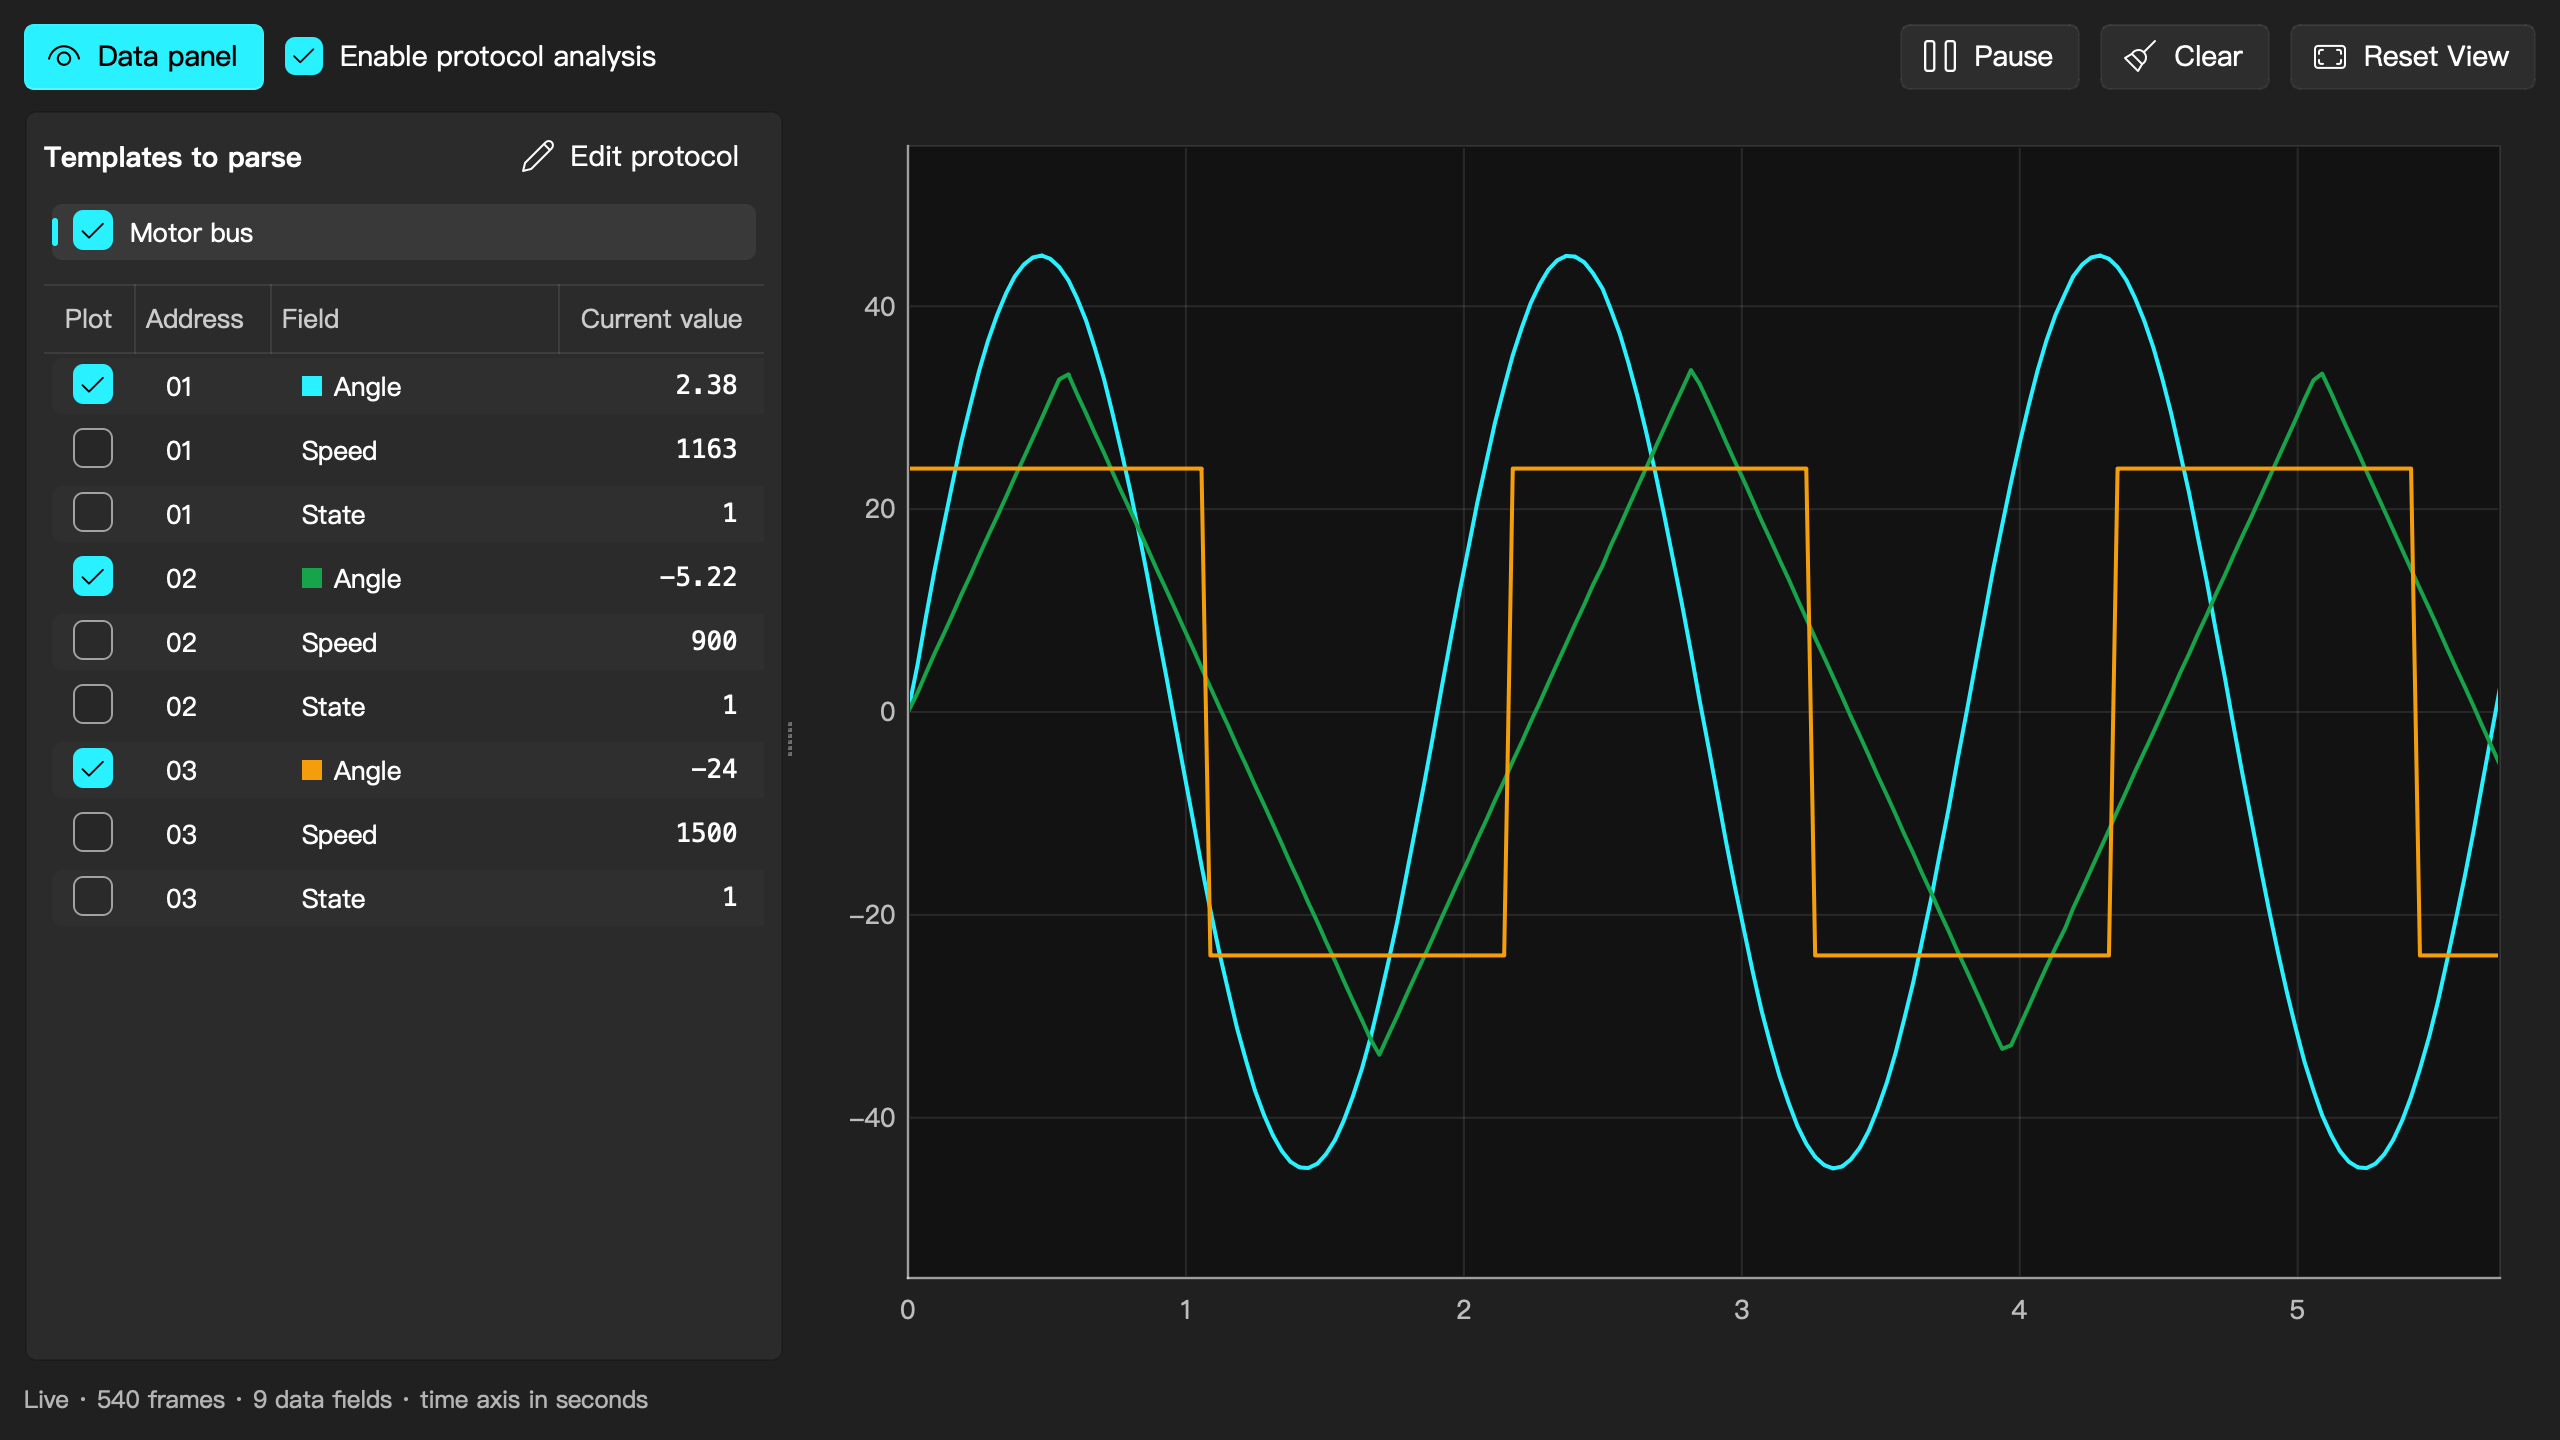 Data panel
Enable protocol analysis
Pause
Clear
Reset View
Templates to parse
Edit protocol
Motor bus
Plot Address Field Current value
01 Angle 2.38
01 Speed 1163
01 State 1
02 Angle −5.22
02 Speed 900
02 State 1
03 Angle −24
03 Speed 1500
03 State 1
40
20
0
−20
−40
0 1 2 3 4 5
Live · 540 frames · 9 data fields · time axis in seconds